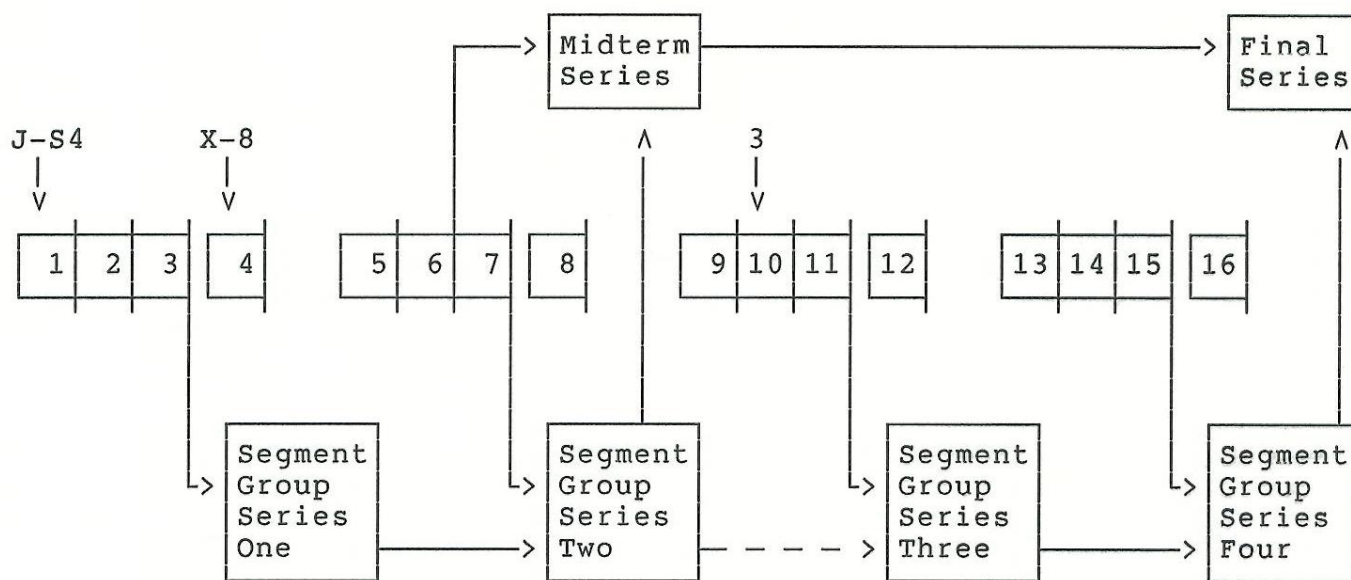 Midterm
Series
Final
Series
J-S4 X-8 3
1 2 3 4 5 6 7 8 9 10 11 12 13 14 15 16
Segment
Group
Series
One
Segment
Group
Series
Two
Segment
Group
Series
Three
Segment
Group
Series
Four